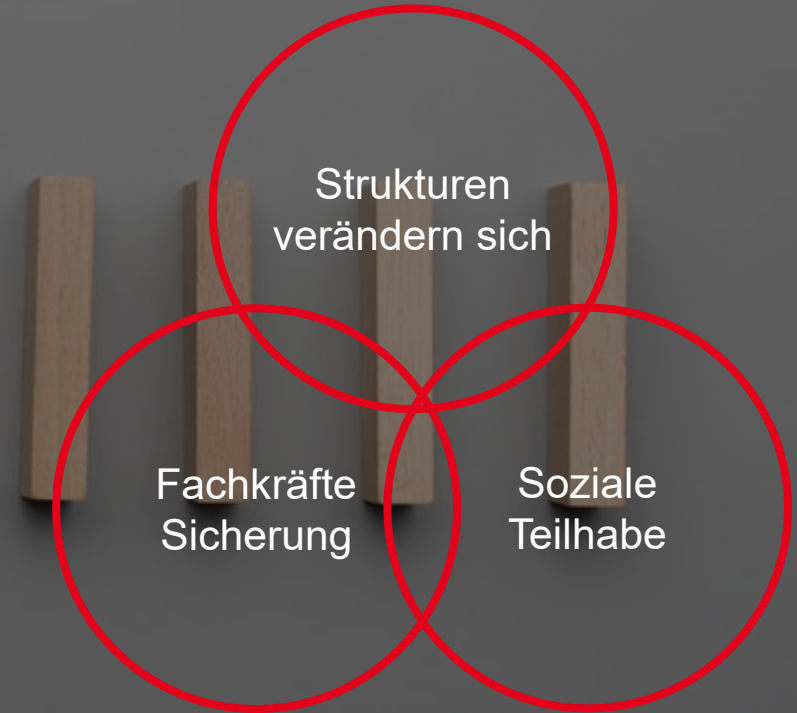 Strukturen
verändern sich
Fachkräfte
Sicherung
Soziale
Teilhabe